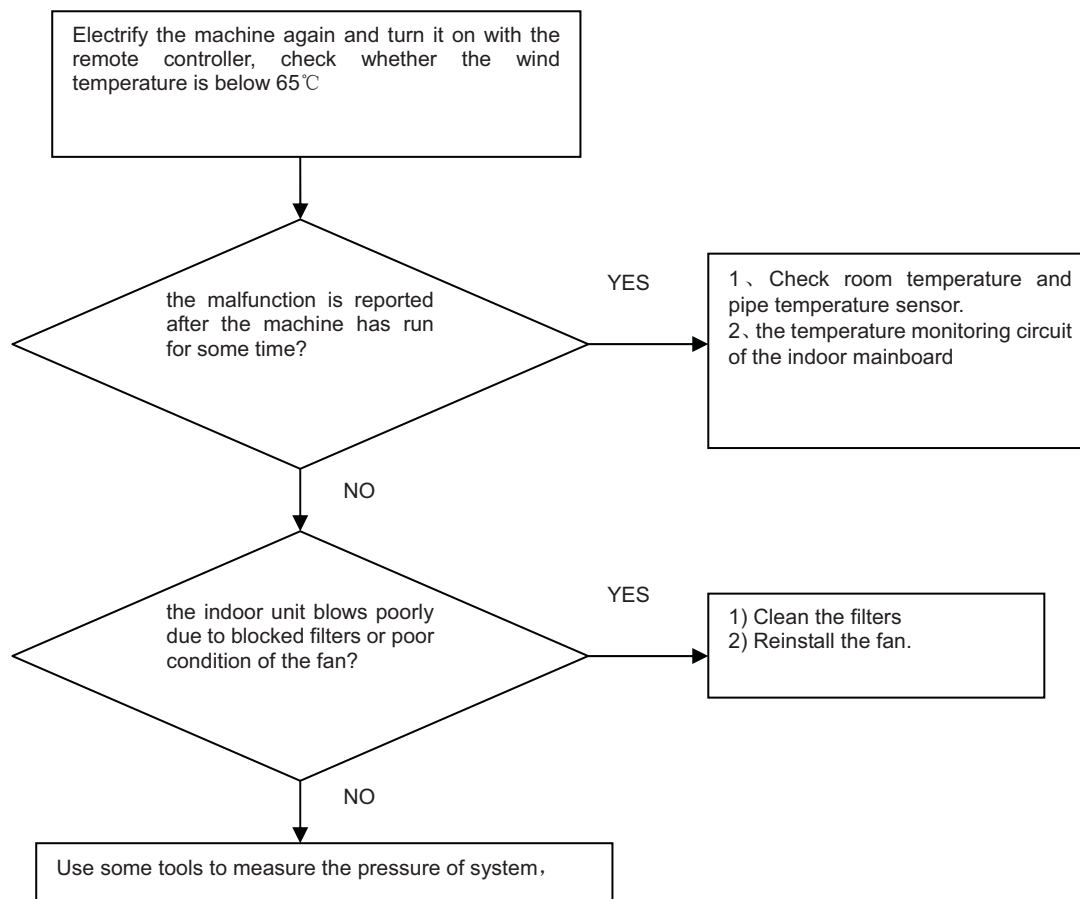 Electrify the machine again and turn it on with the
remote controller, check whether the wind
temperature is below 65℃
the malfunction is reported
after the machine has run
for some time?
YES
1、Check room temperature and
pipe temperature sensor.
2、the temperature monitoring circuit
of the indoor mainboard
NO
the indoor unit blows poorly
due to blocked filters or poor
condition of the fan?
YES
1) Clean the filters
2) Reinstall the fan.
NO
Use some tools to measure the pressure of system，